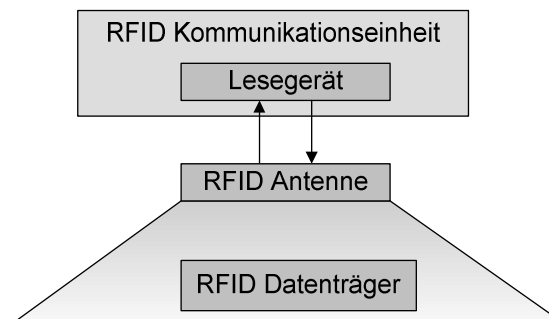 RFID Kommunikationseinheit
Lesegerät
RFID Antenne
RFID Datenträger